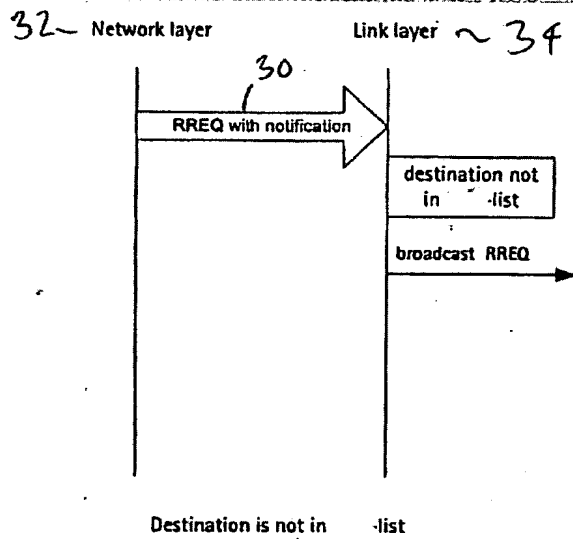 32 Network layer Link layer ~ 34
30
RREQ with notification
destination not
in -list
broadcast RREQ
Destination is not in -list